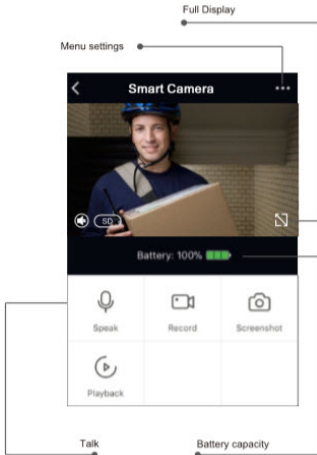 Full Display
Menu settings
Smart Camera
SD
Battery: 100%
Speak
Record
Screenshot
Playback
Talk
Battery capacity